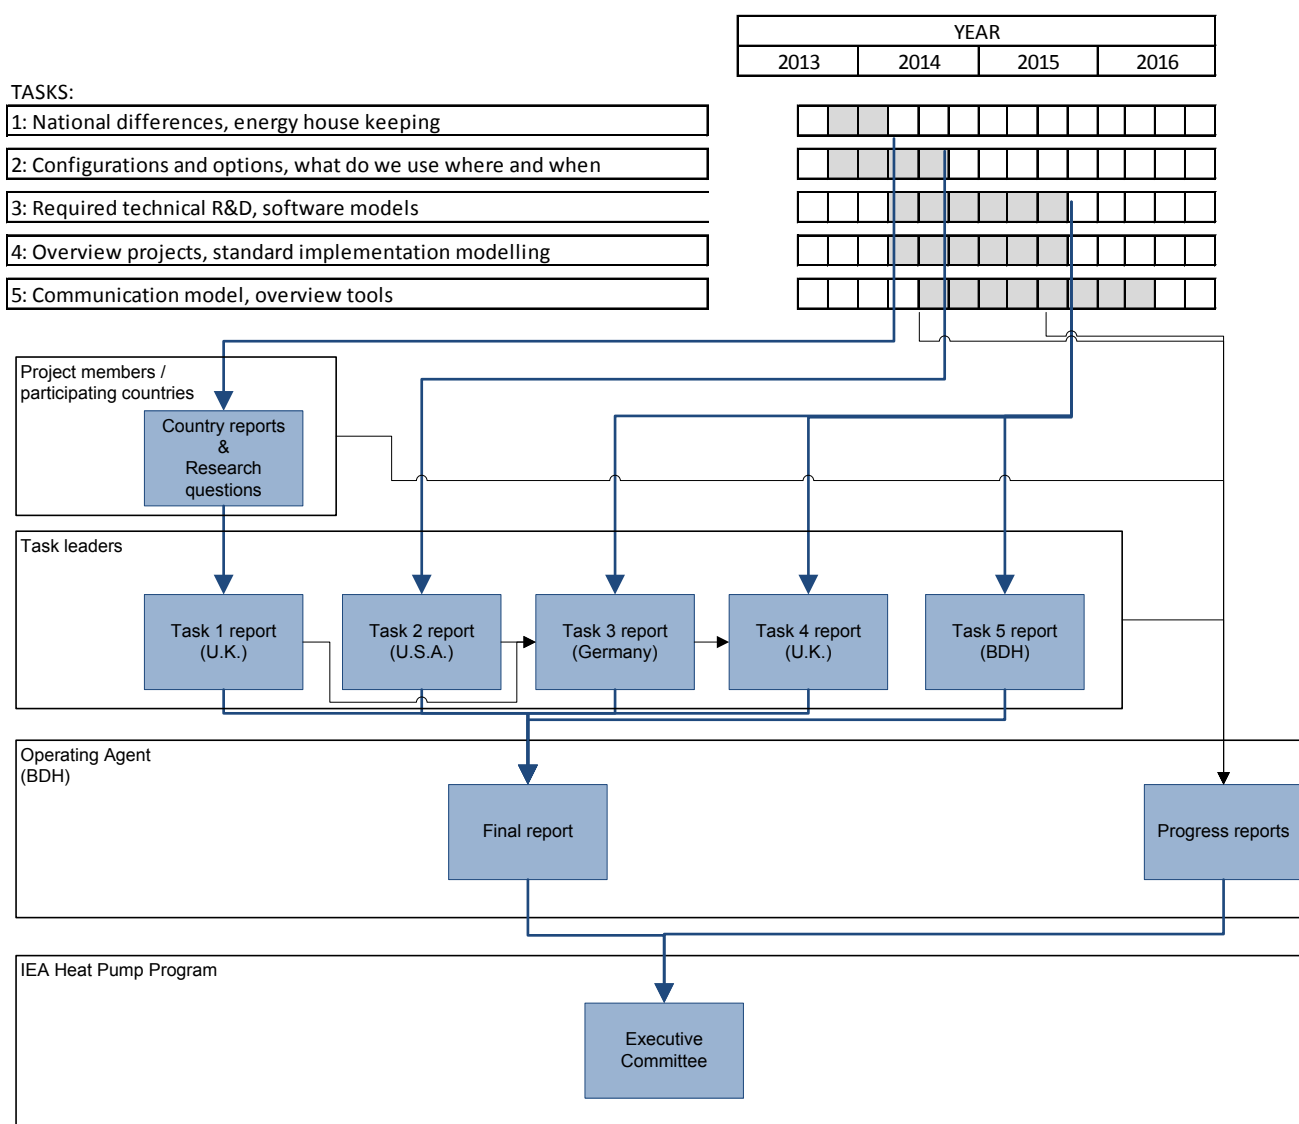 YEAR
2013 2014 2015 2016
TASKS:
1: National differences, energy house keeping
2: Configurations and options, what do we use where and when
3: Required technical R&D, software models
4: Overview projects, standard implementation modelling
5: Communication model, overview tools
Project members /
participating countries
Country reports
&
Research
questions
Task leaders
Task 1 report
(U.K.)
Task 2 report
(U.S.A.)
Task 3 report
(Germany)
Task 4 report
(U.K.)
Task 5 report
(BDH)
Operating Agent
(BDH)
Final report
Progress reports
IEA Heat Pump Program
Executive
Committee